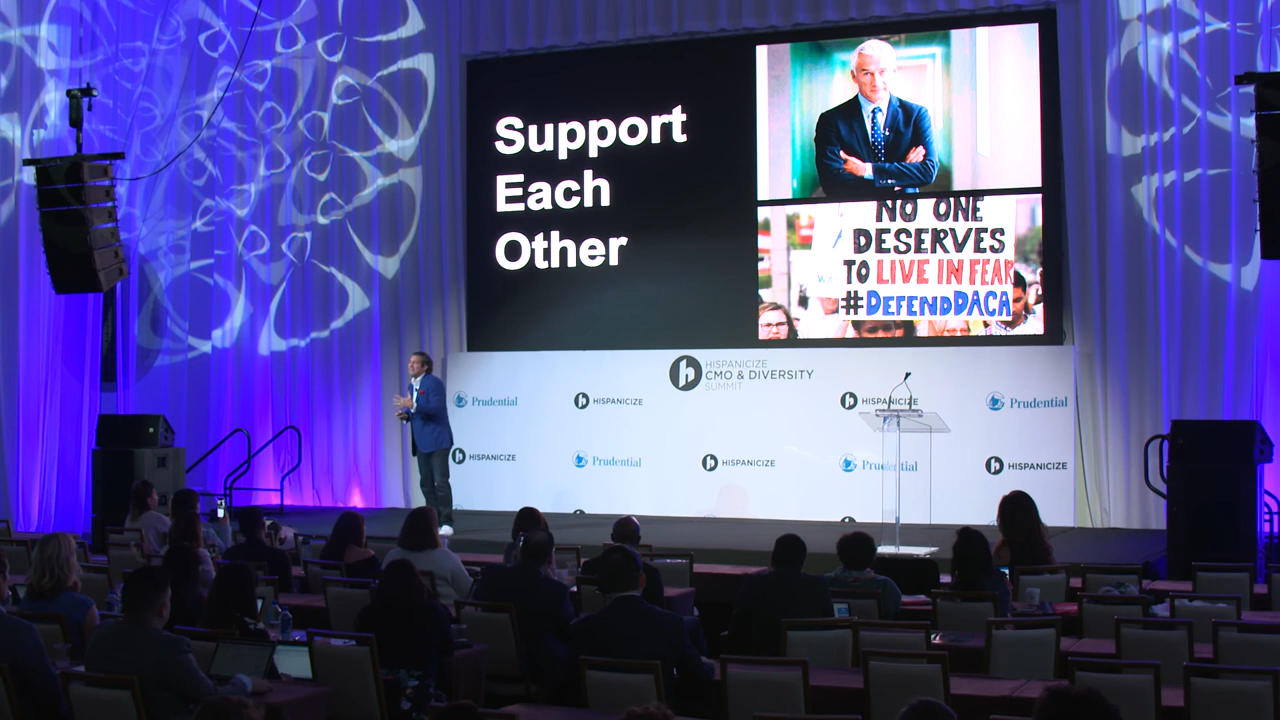 Support
Each
Other
NO ONE
DESERVES
TO LIVE IN FEAR
#DEFENDDACA
HISPANICIZE
CMO & DIVERSITY
SUMMIT
Prudential
HISPANICIZE
HISPANICIZE
Prudential
HISPANICIZE
Prudential
HISPANICIZE
Prudential
HISPANICIZE